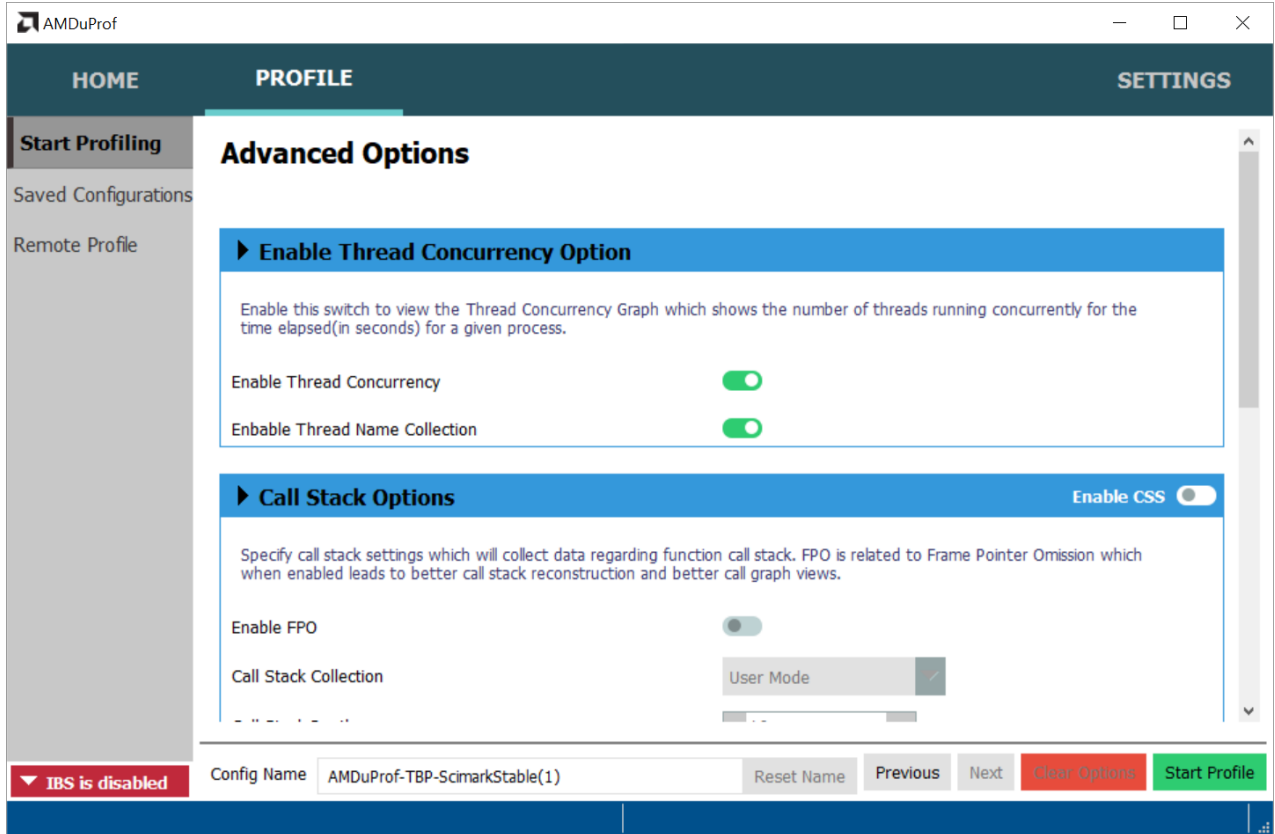 AMDuProf
HOME
PROFILE
SETTINGS
Start Profiling
Saved Configurations
Remote Profile
Advanced Options
Enable Thread Concurrency Option
Enable this switch to view the Thread Concurrency Graph which shows the number of threads running concurrently for the
time elapsed(in seconds) for a given process.
Enable Thread Concurrency
Enbable Thread Name Collection
Call Stack Options
Enable CSS
Specify call stack settings which will collect data regarding function call stack. FPO is related to Frame Pointer Omission which
when enabled leads to better call stack reconstruction and better call graph views.
Enable FPO
Call Stack Collection
User Mode
IBS is disabled
Config Name
AMDuProf-TBP-ScimarkStable(1)
Reset Name
Previous
Next
Clear Options
Start Profile